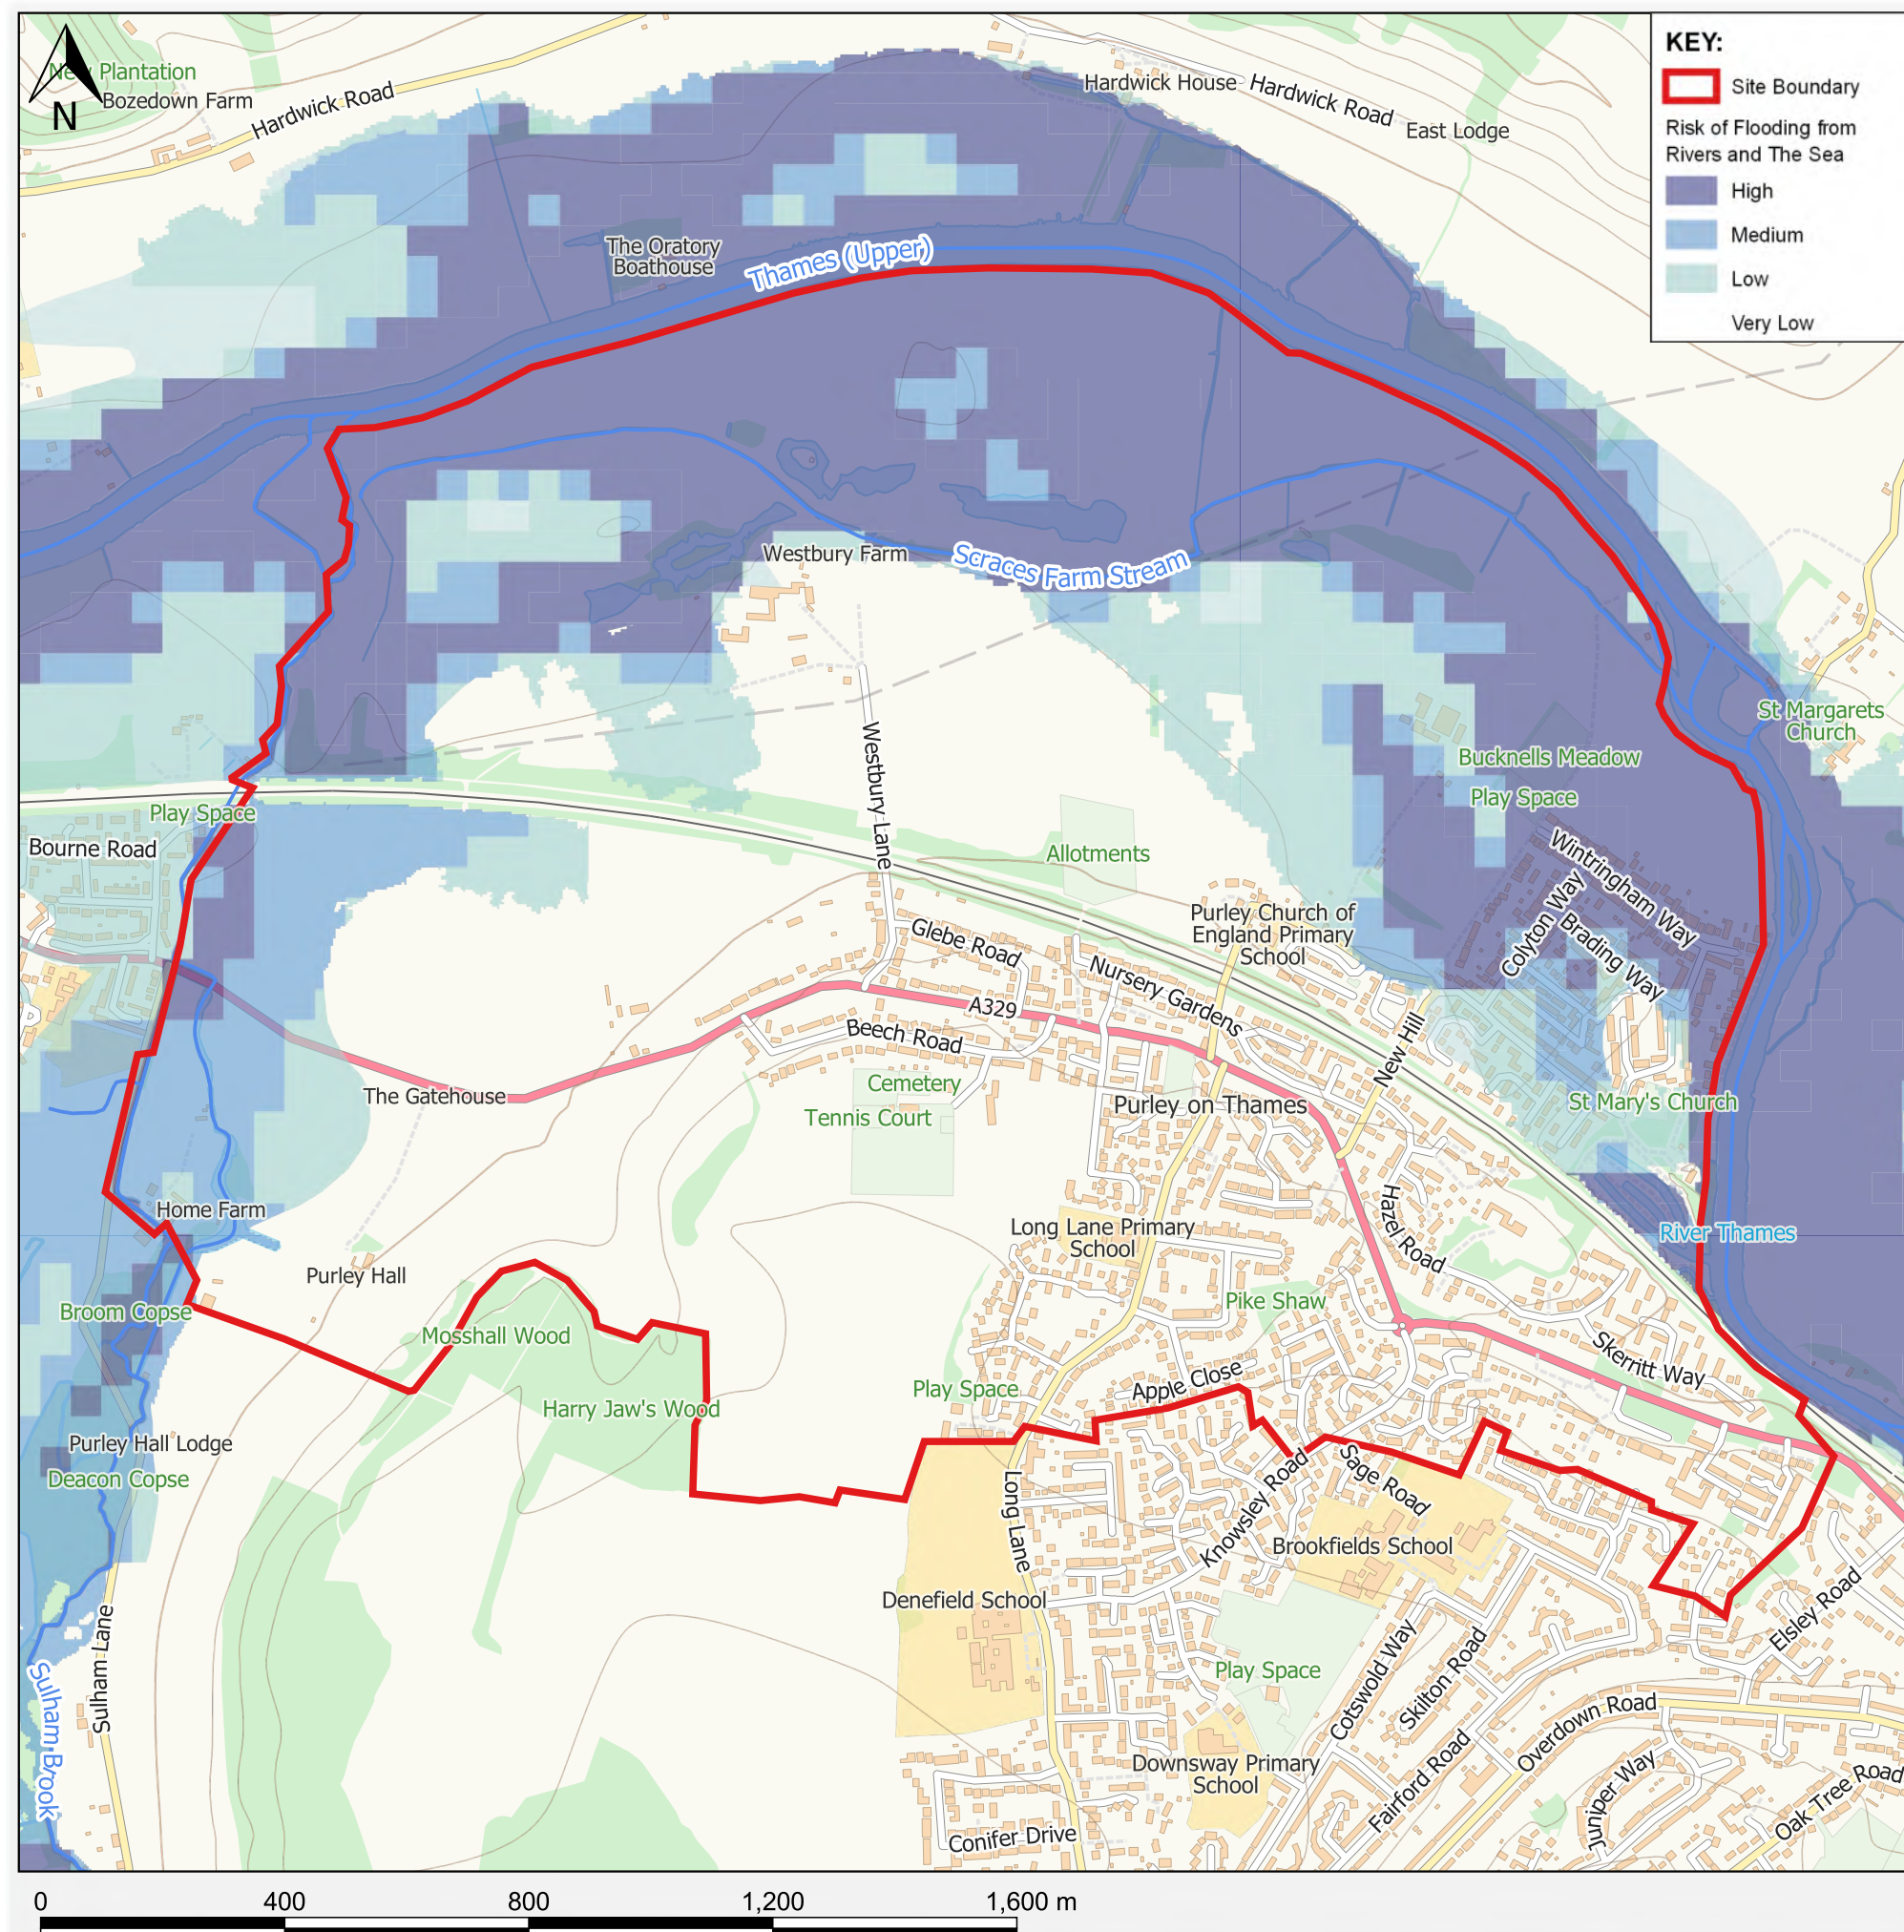 KEY:
Site Boundary
Risk of Flooding from
Rivers and The Sea
High
Medium
Low
Very Low
N
Plantation
Bozedown Farm
Hardwick Road
Hardwick House
Hardwick Road
East Lodge
The Oratory
Boathouse
Thames (Upper)
Westbury Farm
Scraces Farm Stream
St Margarets
Church
Bucknells Meadow
Play Space
Westbury Lane
Play Space
Bourne Road
Allotments
Wintringham Way
Colyton Way
Brading Way
Purley Church of
England Primary
School
Glebe Road
Nursery Gardens
A329
Beech Road
New Hill
Cemetery
The Gatehouse
Tennis Court
Purley on Thames
St Mary's Church
Home Farm
Hazel Road
Long Lane Primary
School
River Thames
Purley Hall
Pike Shaw
Broom Copse
Mosshall Wood
Skerritt Way
Apple Close
Play Space
Harry Jaw's Wood
Purley Hall Lodge
Deacon Copse
Long Lane
Knowsley Road
Sage Road
Brookfields School
Denefield School
Elsley Road
Sulham Lane
Sulham Brook
Play Space
Cotswold Way
Skilton Road
Overdown Road
Downsway Primary
School
Fairford Road
Juniper Way
Oak Tree Road
Conifer Drive
0
400
800
1,200
1,600 m